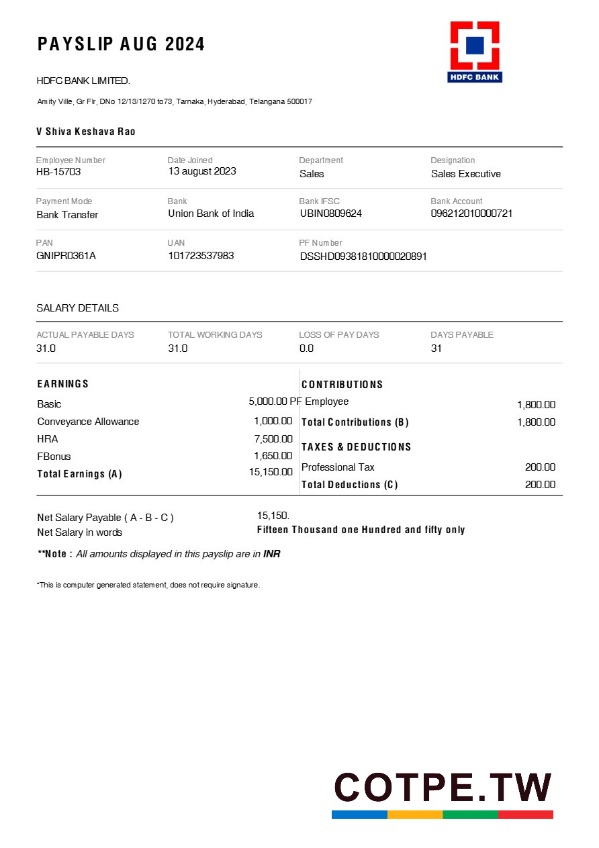 PAYSLIP AUG 2024
HDFC BANK
HDFC BANK LIMITED.
Amity Ville, Gr Flr, DNo 12/13/1270 to73, Tarnaka, Hyderabad, Telangana 500017
V Shiva Keshava Rao
Employee Number Date Joined Department Designation
HB-15703 13 august 2023 Sales Sales Executive
Payment Mode Bank Bank IFSC Bank Account
Bank Transfer Union Bank of India UBIN0809624 096212010000721
PAN UAN PF Number
GNIPR0361A 101723537983 DSSHD09381810000020891
SALARY DETAILS
ACTUAL PAYABLE DAYS TOTAL WORKING DAYS LOSS OF PAY DAYS DAYS PAYABLE
31.0 31.0 0.0 31
EARNINGS CONTRIBUTIONS
Basic 5,000.00 PF Employee 1,800.00
Conveyance Allowance 1,000.00 Total Contributions (B) 1,800.00
HRA 7,500.00 TAXES & DEDUCTIONS
FBonus 1,650.00 Professional Tax 200.00
Total Earnings (A) 15,150.00 Total Deductions (C) 200.00
Net Salary Payable ( A - B - C ) 15,150.
Net Salary in words Fifteen Thousand one Hundred and fifty only
**Note : All amounts displayed in this payslip are in INR
*This is computer generated statement, does not require signature.
COTPE.TW